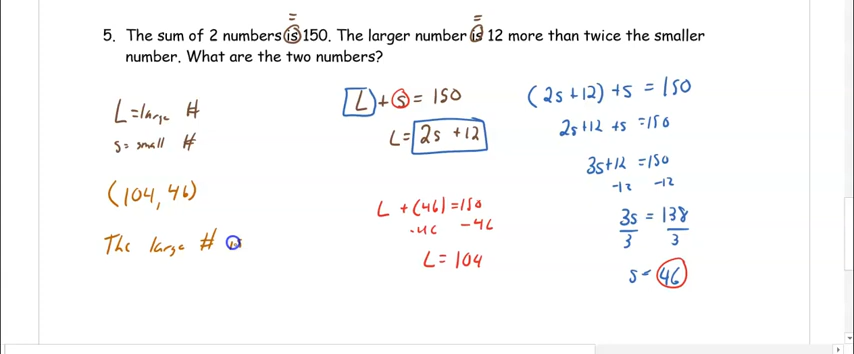 = =
5. The sum of 2 numbers is 150. The larger number is 12 more than twice the smaller
number. What are the two numbers?
L = large #
s = small #
(104, 46)
The large #
L + s = 150
L = 2s + 12
L + (46) = 150
-46 -46
L = 104
(2s + 12) + s = 150
2s + 12 + s = 150
3s + 12 = 150
-12 -12
3s = 138
3 3
s = 46